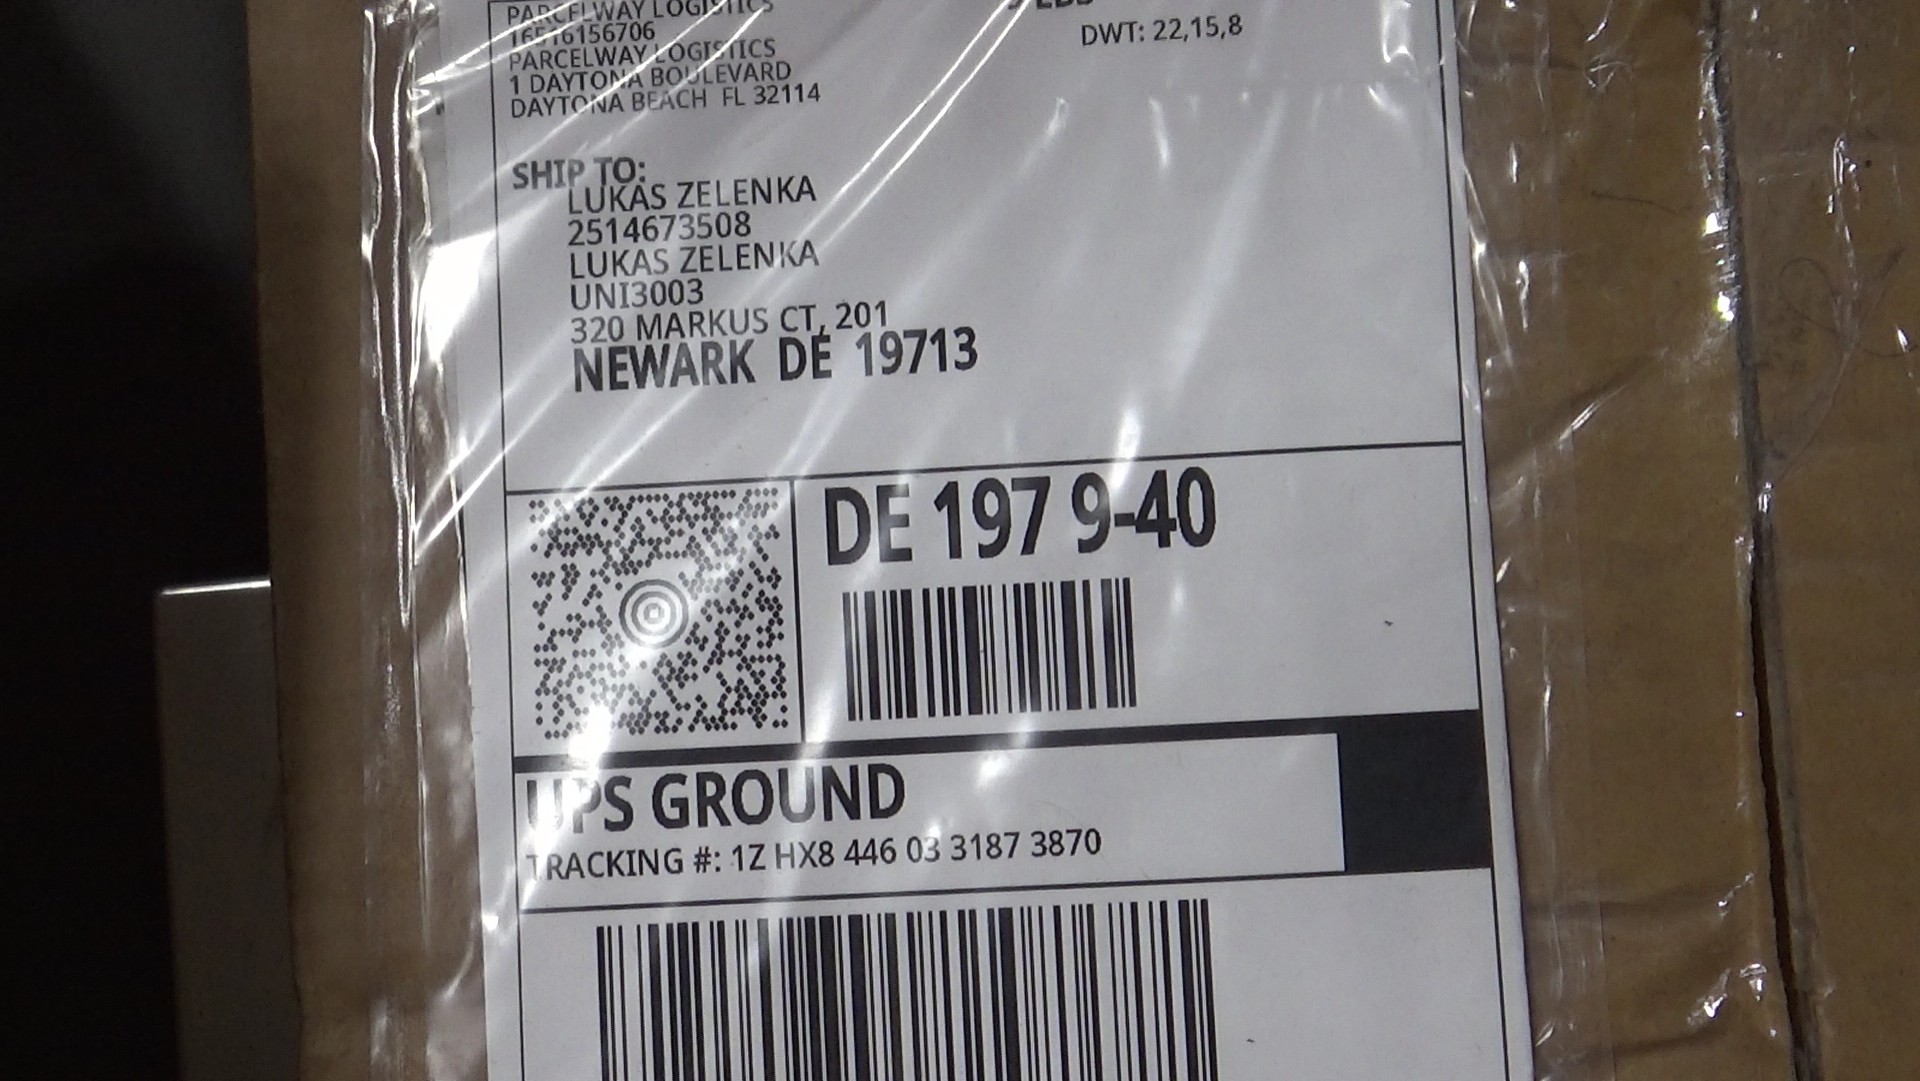 PARCELWAY LOGISTICS
16516156706
PARCELWAY LOGISTICS
1 DAYTONA BOULEVARD
DAYTONA BEACH FL 32114
LBS
DWT: 22,15,8
SHIP TO:
LUKAS ZELENKA
2514673508
LUKAS ZELENKA
UNI3003
320 MARKUS CT, 201
NEWARK DE 19713
DE 197 9-40
UPS GROUND
TRACKING #: 1Z HX8 446 03 3187 3870